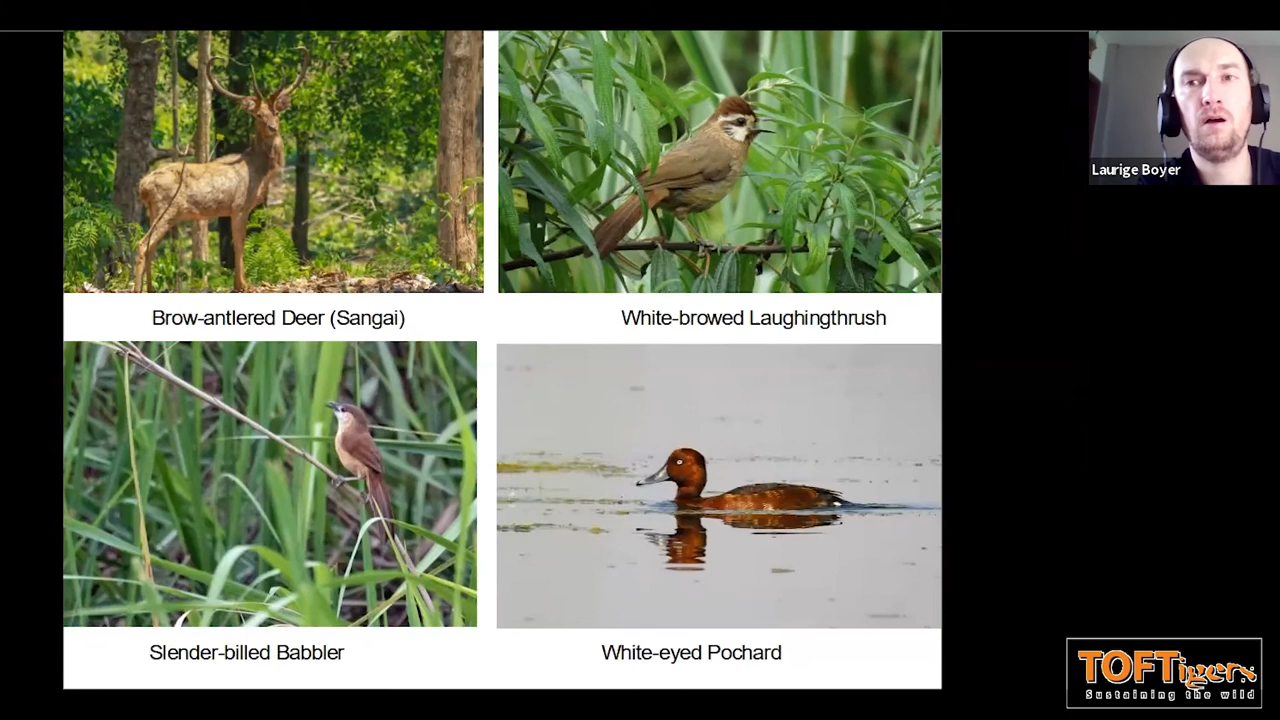 Laurige Boyer
Brow-antlered Deer (Sangai)
White-browed Laughingthrush
Slender-billed Babbler
White-eyed Pochard
TOFTigers
Sustaining the wild